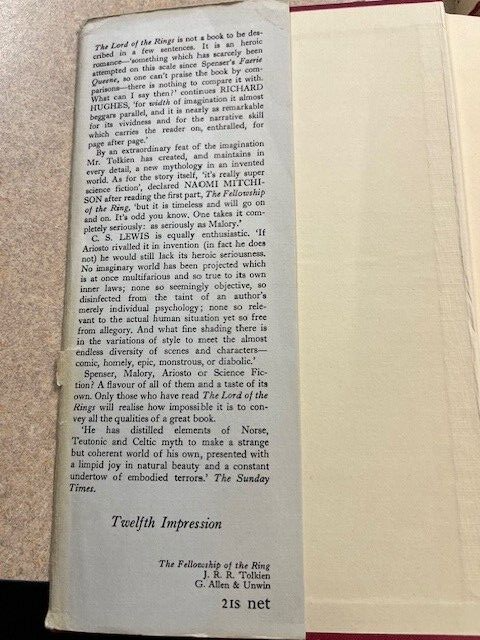 The Lord of the Rings is not a book to be des-
cribed in a few sentences. It is an heroic
romance—‘something which has scarcely been
attempted on this scale since Spenser's Faerie
Queene, so one can't praise the book by com-
parisons—there is nothing to compare it with.
What can I say then?’ continues RICHARD
HUGHES, ‘for width of imagination it almost
beggars parallel, and it is nearly as remarkable
for its vividness and for the narrative skill
which carries the reader on, enthralled, for
page after page.’
By an extraordinary feat of the imagination
Mr. Tolkien has created, and maintains in
every detail, a new mythology in an invented
world. As for the story itself, ‘it's really super
science fiction’, declared NAOMI MITCHI-
SON after reading the first part, The Fellowship
of the Ring, ‘but it is timeless and will go on
and on. It's odd you know. One takes it com-
pletely seriously: as seriously as Malory.’
C. S. LEWIS is equally enthusiastic. ‘If
Ariosto rivalled it in invention (in fact he does
not) he would still lack its heroic seriousness.
No imaginary world has been projected which
is at once multifarious and so true to its own
inner laws; none so seemingly objective, so
disinfected from the taint of an author's
merely individual psychology; none so rele-
vant to the actual human situation yet so free
from allegory. And what fine shading there is
in the variations of style to meet the almost
endless diversity of scenes and characters—
comic, homely, epic, monstrous, or diabolic.’
Spenser, Malory, Ariosto or Science Fic-
tion? A flavour of all of them and a taste of its
own. Only those who have read The Lord of the
Rings will realise how impossible it is to con-
vey all the qualities of a great book.
‘He has distilled elements of Norse,
Teutonic and Celtic myth to make a strange
but coherent world of his own, presented with
a limpid joy in natural beauty and a constant
undertow of embodied terrors.’ The Sunday
Times.
Twelfth Impression
The Fellowship of the Ring
J. R. R. Tolkien
G. Allen & Unwin
21s net